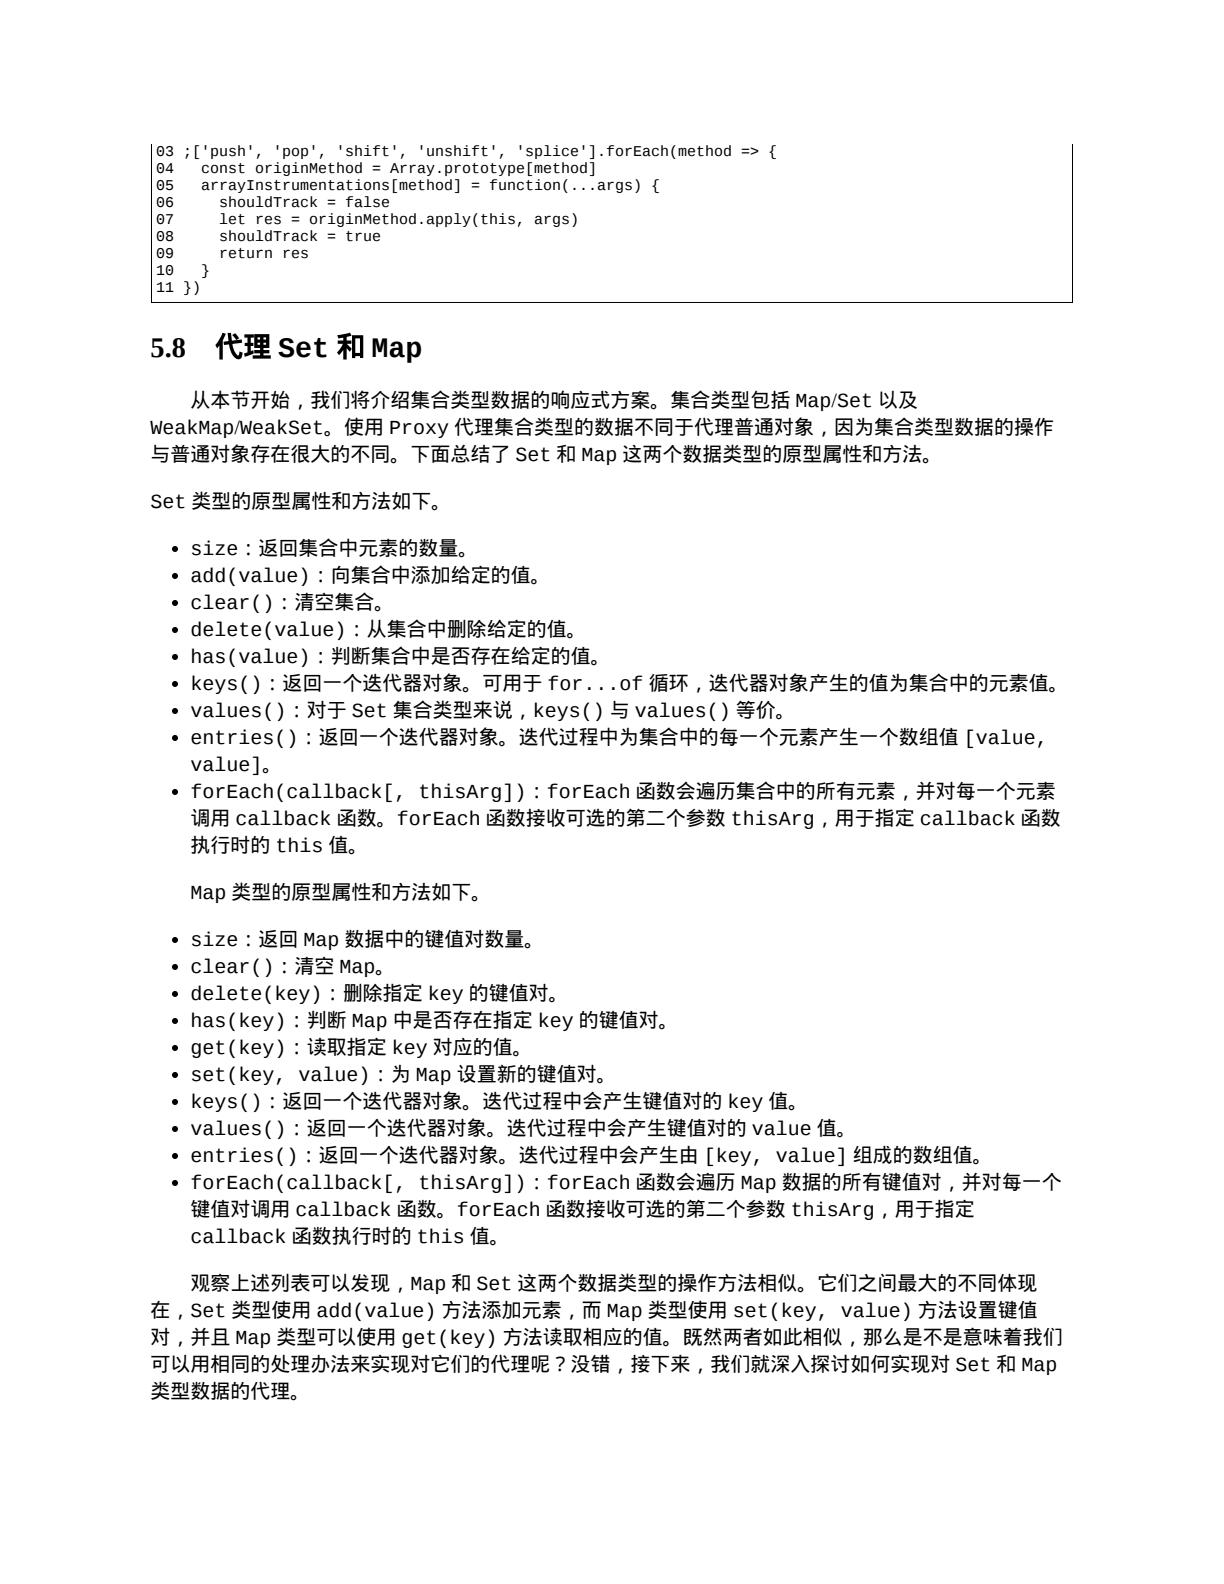 03 ;['push', 'pop', 'shift', 'unshift', 'splice'].forEach(method => {
04   const originMethod = Array.prototype[method]
05   arrayInstrumentations[method] = function(...args) {
06     shouldTrack = false
07     let res = originMethod.apply(this, args)
08     shouldTrack = true
09     return res
10   }
11 })
5.8 代理 Set 和 Map
从本节开始，我们将介绍集合类型数据的响应式方案。集合类型包括 Map/Set 以及
WeakMap/WeakSet。使用 Proxy 代理集合类型的数据不同于代理普通对象，因为集合类型数据的操作
与普通对象存在很大的不同。下面总结了 Set 和 Map 这两个数据类型的原型属性和方法。
Set 类型的原型属性和方法如下。
• size：返回集合中元素的数量。
• add(value)：向集合中添加给定的值。
• clear()：清空集合。
• delete(value)：从集合中删除给定的值。
• has(value)：判断集合中是否存在给定的值。
• keys()：返回一个迭代器对象。可用于 for...of 循环，迭代器对象产生的值为集合中的元素值。
• values()：对于 Set 集合类型来说，keys() 与 values() 等价。
• entries()：返回一个迭代器对象。迭代过程中为集合中的每一个元素产生一个数组值 [value,
value]。
• forEach(callback[, thisArg])：forEach 函数会遍历集合中的所有元素，并对每一个元素
调用 callback 函数。forEach 函数接收可选的第二个参数 thisArg，用于指定 callback 函数
执行时的 this 值。
Map 类型的原型属性和方法如下。
• size：返回 Map 数据中的键值对数量。
• clear()：清空 Map。
• delete(key)：删除指定 key 的键值对。
• has(key)：判断 Map 中是否存在指定 key 的键值对。
• get(key)：读取指定 key 对应的值。
• set(key, value)：为 Map 设置新的键值对。
• keys()：返回一个迭代器对象。迭代过程中会产生键值对的 key 值。
• values()：返回一个迭代器对象。迭代过程中会产生键值对的 value 值。
• entries()：返回一个迭代器对象。迭代过程中会产生由 [key, value] 组成的数组值。
• forEach(callback[, thisArg])：forEach 函数会遍历 Map 数据的所有键值对，并对每一个
键值对调用 callback 函数。forEach 函数接收可选的第二个参数 thisArg，用于指定
callback 函数执行时的 this 值。
观察上述列表可以发现，Map 和 Set 这两个数据类型的操作方法相似。它们之间最大的不同体现
在，Set 类型使用 add(value) 方法添加元素，而 Map 类型使用 set(key, value) 方法设置键值
对，并且 Map 类型可以使用 get(key) 方法读取相应的值。既然两者如此相似，那么是不是意味着我们
可以用相同的处理办法来实现对它们的代理呢？没错，接下来，我们就深入探讨如何实现对 Set 和 Map
类型数据的代理。